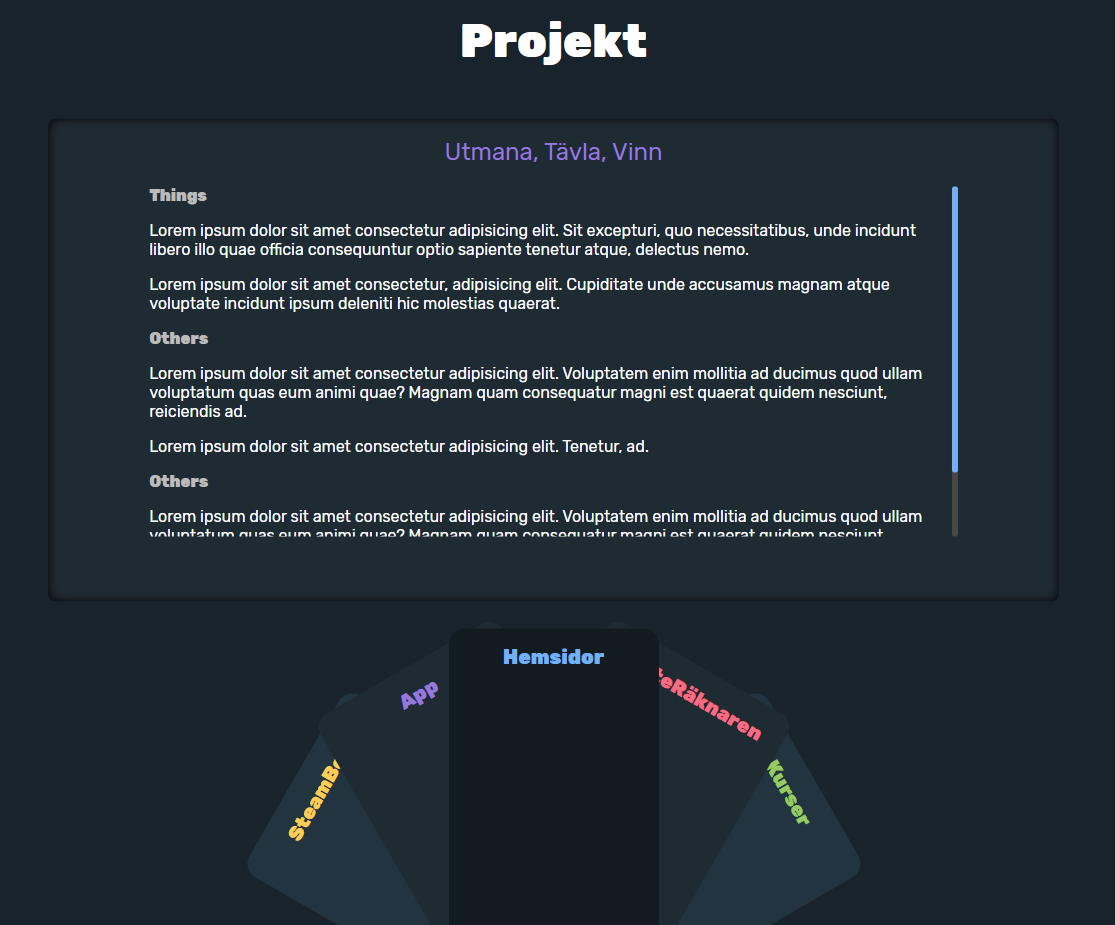 Projekt
Utmana, Tävla, Vinn
Things
Lorem ipsum dolor sit amet consectetur adipisicing elit. Sit excepturi, quo necessitatibus, unde incidunt
libero illo quae officia consequuntur optio sapiente tenetur atque, delectus nemo.
Lorem ipsum dolor sit amet consectetur, adipisicing elit. Cupiditate unde accusamus magnam atque
voluptate incidunt ipsum deleniti hic molestias quaerat.
Others
Lorem ipsum dolor sit amet consectetur adipisicing elit. Voluptatem enim mollitia ad ducimus quod ullam
voluptatum quas eum animi quae? Magnam quam consequatur magni est quaerat quidem nesciunt,
reiciendis ad.
Lorem ipsum dolor sit amet consectetur adipisicing elit. Tenetur, ad.
Others
Lorem ipsum dolor sit amet consectetur adipisicing elit. Voluptatem enim mollitia ad ducimus quod ullam
voluptatum quas eum animi quae? Magnam quam consequatur magni est quaerat quidem nesciunt,
Hemsidor
App
Kurser